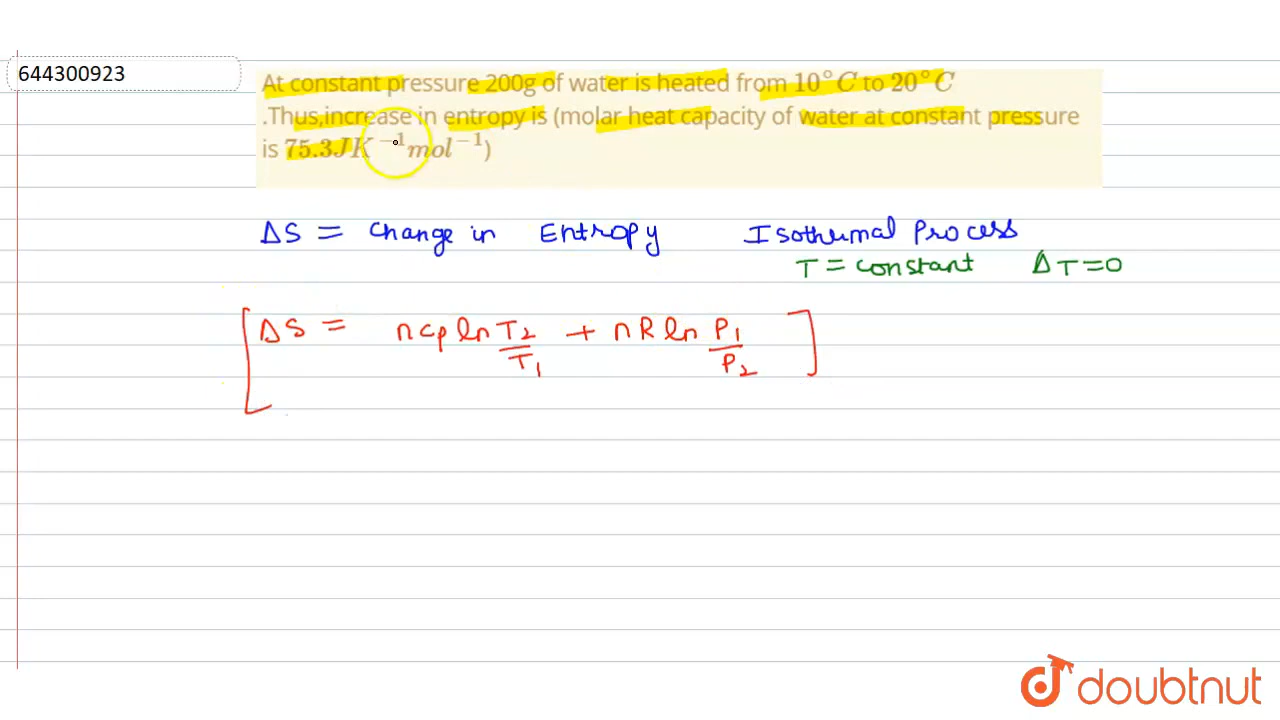 644300923
At constant pressure 200g of water is heated from 10°C to 20°C
.Thus,increase in entropy is (molar heat capacity of water at constant pressure
is 75.3JK⁻¹mol⁻¹)
ΔS = Change in Entropy Isothermal Process
T = constant ΔT=0
[ΔS = nCp ln T₂/T₁ + nR ln P₁/P₂]
doubtnut